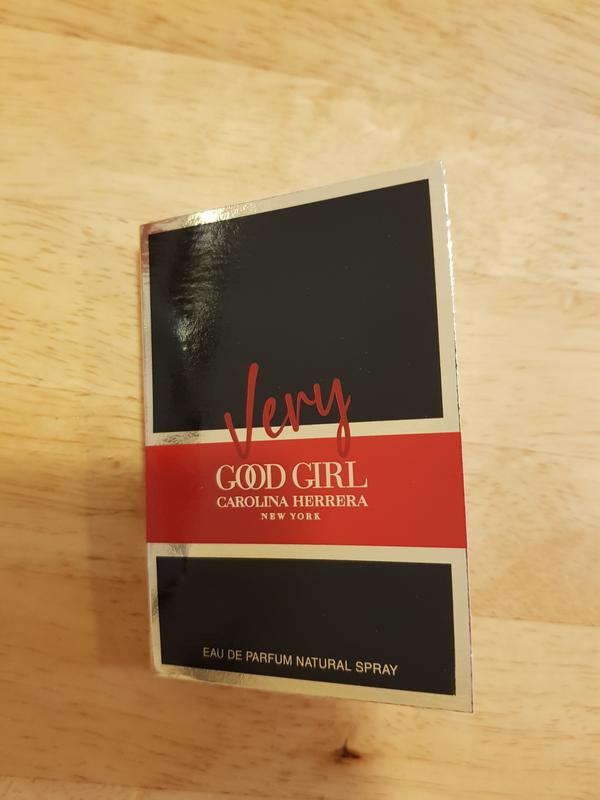 Very
GOOD GIRL
CAROLINA HERRERA
NEW YORK
EAU DE PARFUM NATURAL SPRAY